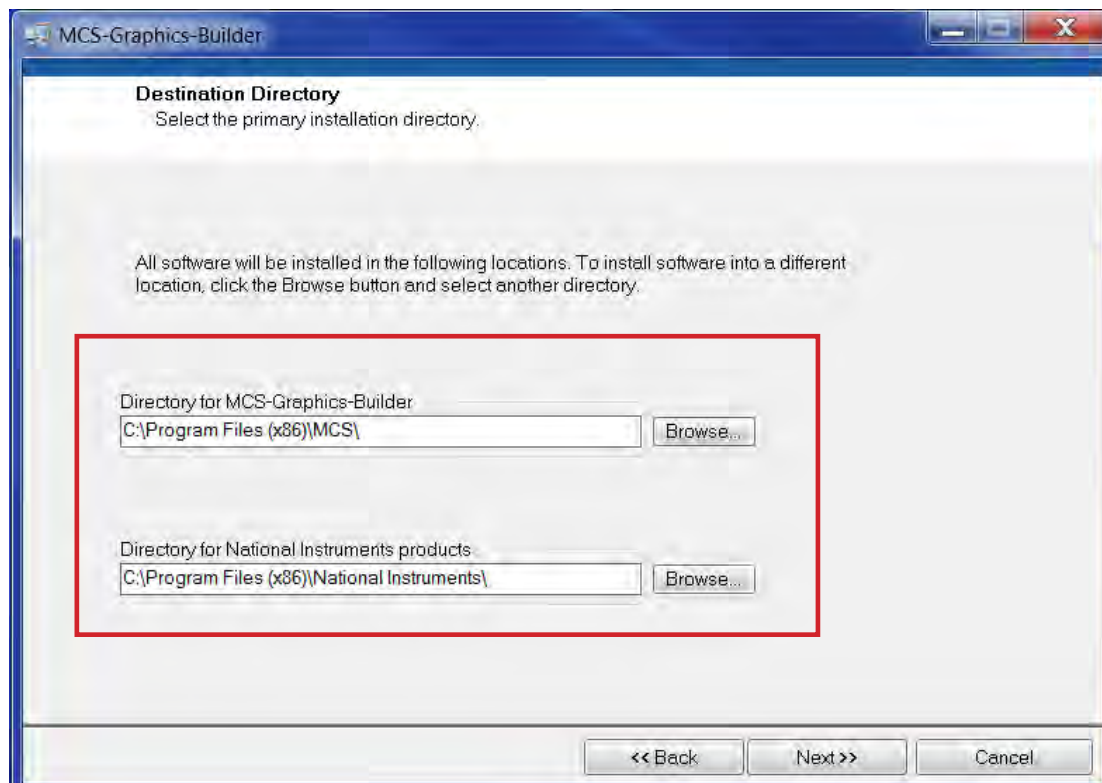 MCS-Graphics-Builder
Destination Directory
Select the primary installation directory.
All software will be installed in the following locations. To install software into a different
location, click the Browse button and select another directory.
Directory for MCS-Graphics-Builder
C:\Program Files (x86)\MCS\
Browse...
Directory for National Instruments products
C:\Program Files (x86)\National Instruments\
Browse...
<< Back
Next >>
Cancel